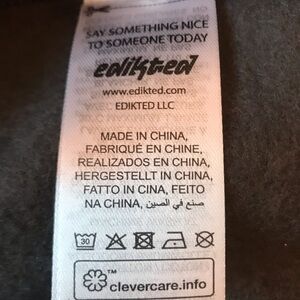 SAY SOMETHING NICE
TO SOMEONE TODAY
edikted
www.edikted.com
EDIKTED LLC
MADE IN CHINA,
FABRIQUÉ EN CHINE,
REALIZADOS EN CHINA,
HERGESTELLT IN CHINA,
FATTO IN CINA, FEITO
NA CHINA, صنع في الصين
30
™
clevercare.info